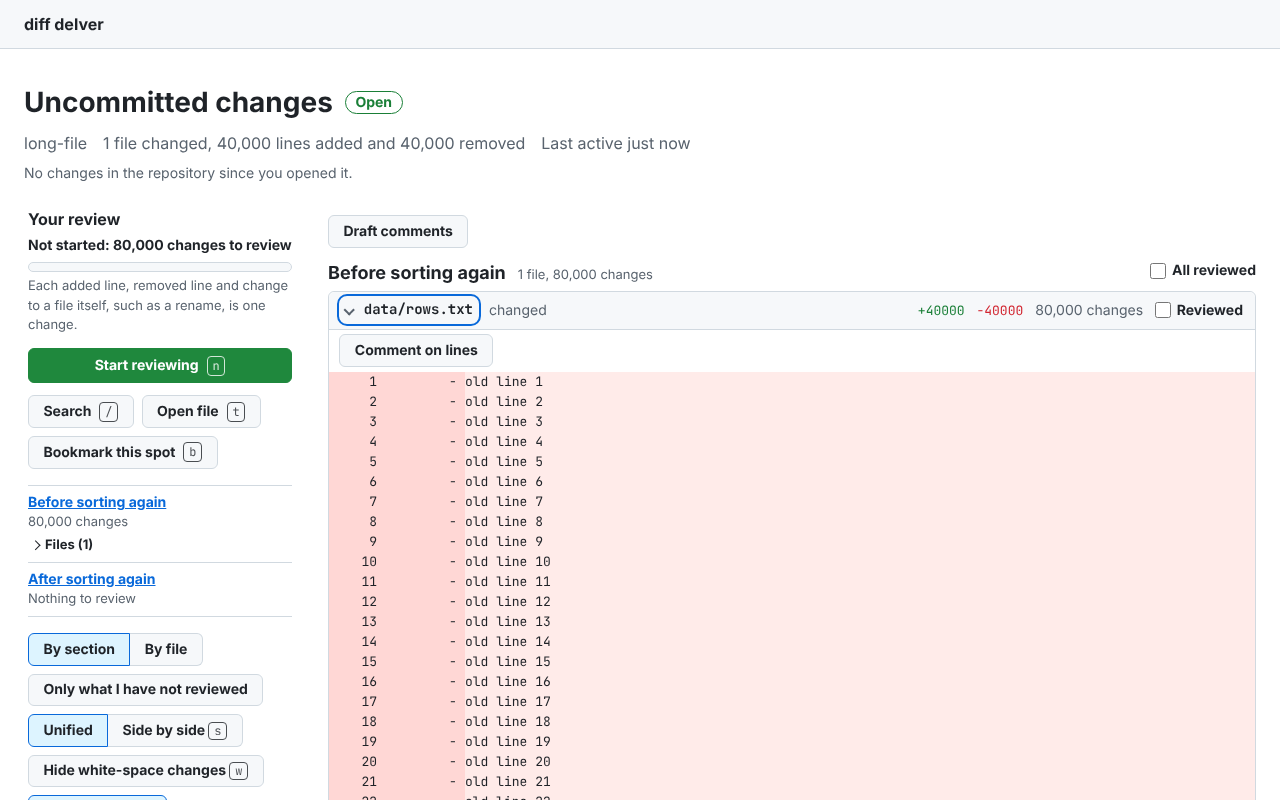 diff delver
Uncommitted changes Open
long-file 1 file changed, 40,000 lines added and 40,000 removed Last active just now
No changes in the repository since you opened it.
Your review
Not started: 80,000 changes to review
Each added line, removed line and change
to a file itself, such as a rename, is one
change.
Start reviewing n
Search / Open file t
Bookmark this spot b
Before sorting again
80,000 changes
Files (1)
After sorting again
Nothing to review
By section By file
Only what I have not reviewed
Unified Side by side s
Hide white-space changes w
Draft comments
Before sorting again 1 file, 80,000 changes All reviewed
data/rows.txt changed +40000 -40000 80,000 changes Reviewed
Comment on lines
1 - old line 1
2 - old line 2
3 - old line 3
4 - old line 4
5 - old line 5
6 - old line 6
7 - old line 7
8 - old line 8
9 - old line 9
10 - old line 10
11 - old line 11
12 - old line 12
13 - old line 13
14 - old line 14
15 - old line 15
16 - old line 16
17 - old line 17
18 - old line 18
19 - old line 19
20 - old line 20
21 - old line 21